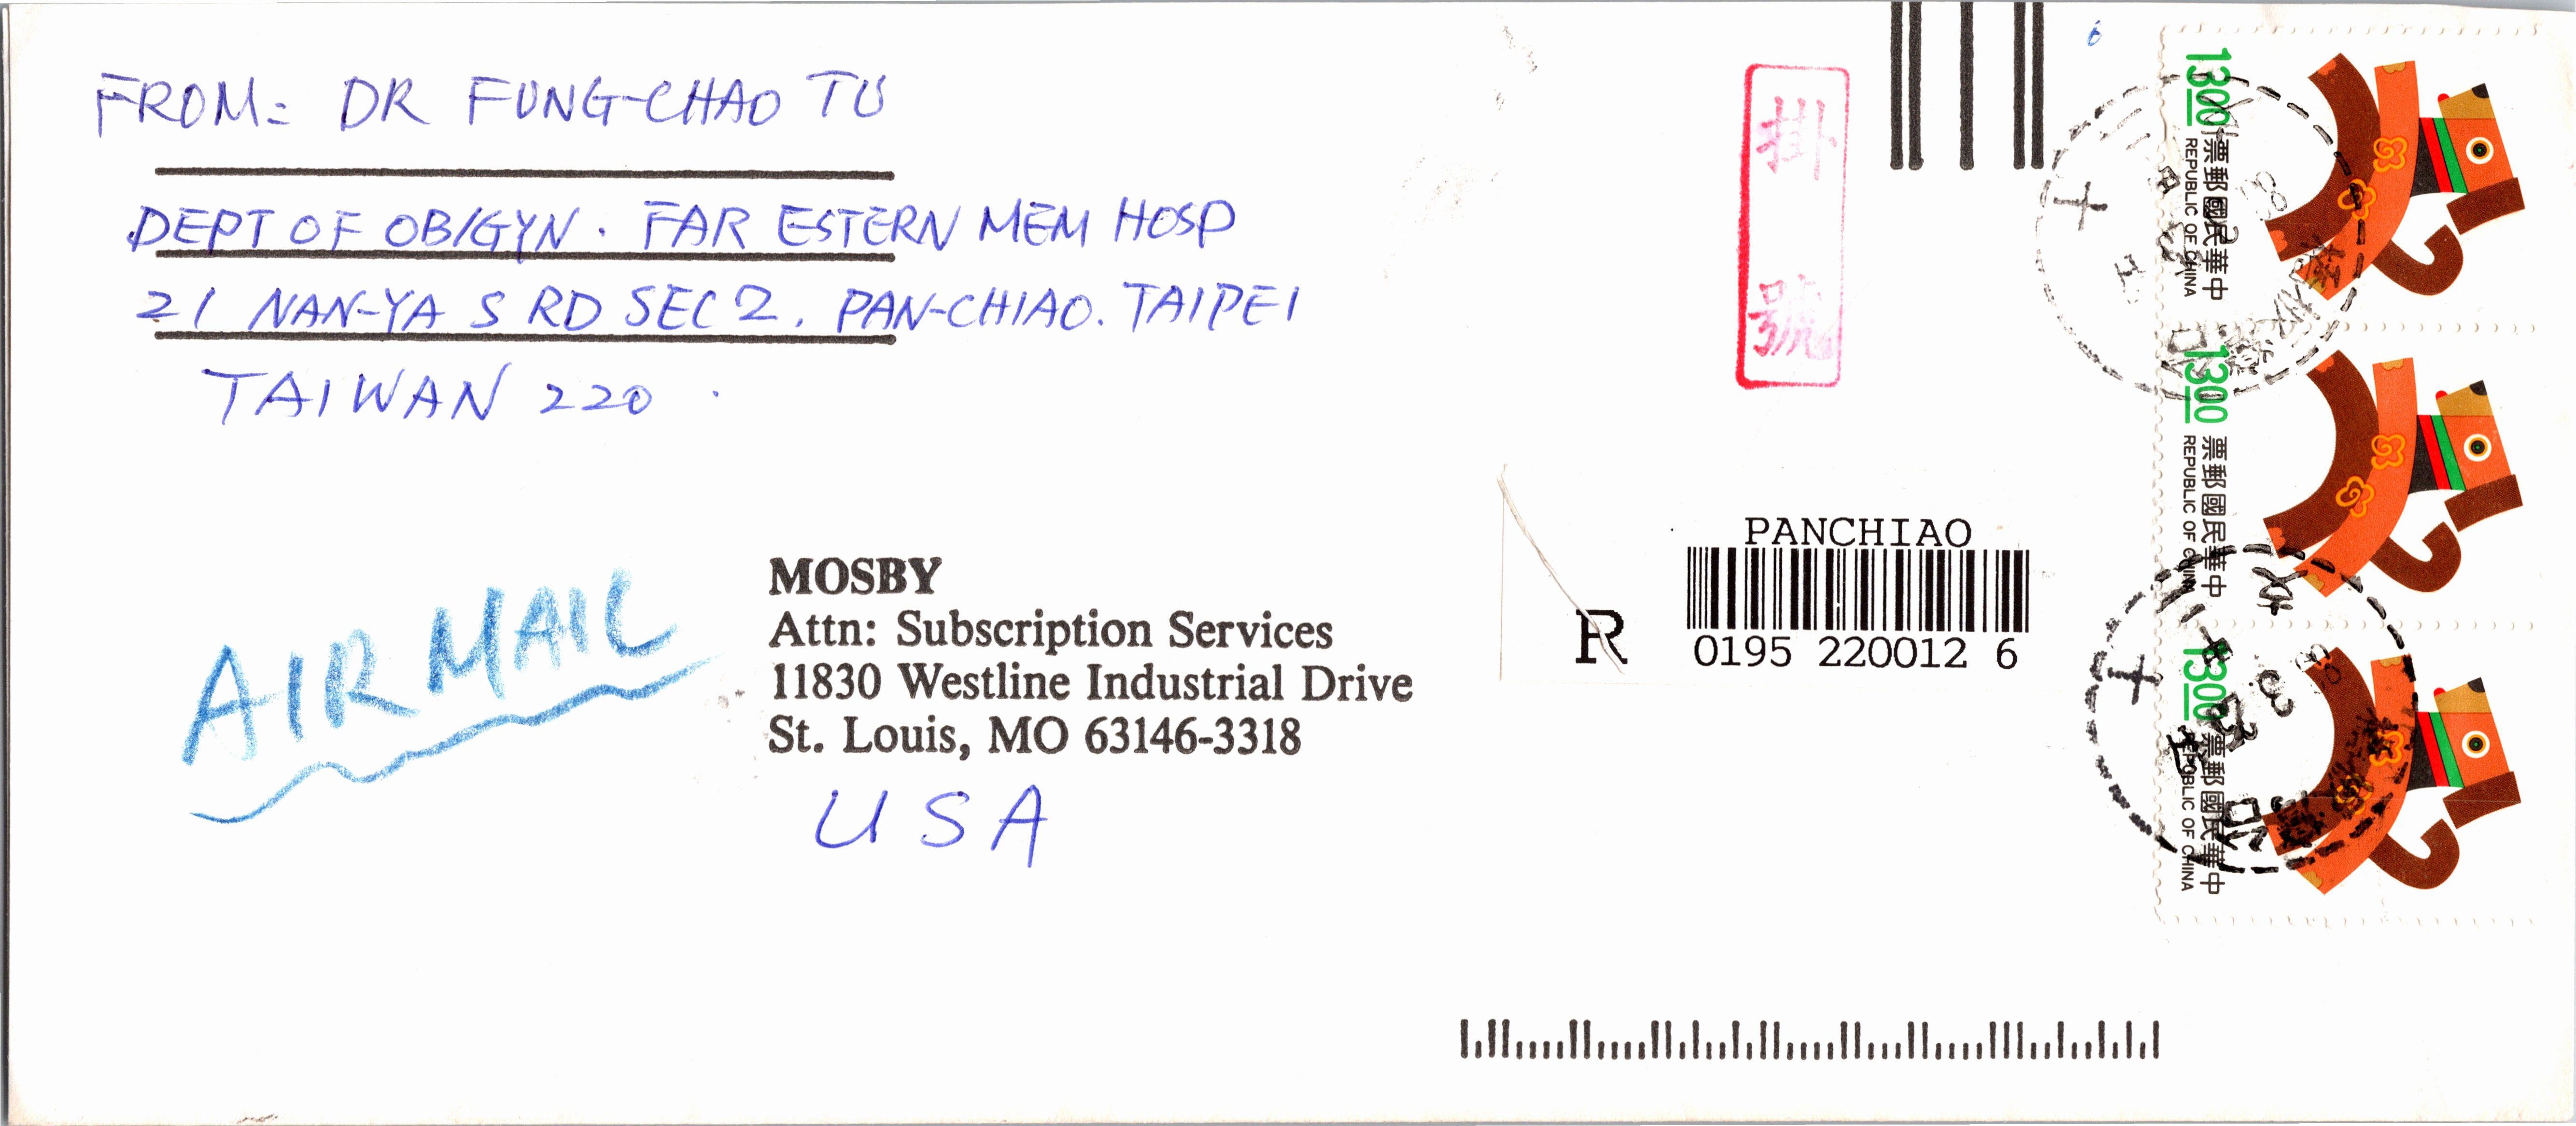 FROM: DR FUNG-CHAO TU
DEPT OF OB/GYN. FAR ESTERN MEM HOSP
21 NAN-YA S RD SEC 2. PAN-CHIAO. TAIPEI
TAIWAN 220.
AIR MAIL
MOSBY
Attn: Subscription Services
11830 Westline Industrial Drive
St. Louis, MO 63146-3318
USA
掛號
PANCHIAO
R
0195 220012 6
1300
票郵國民華中
REPUBLIC OF CHINA
1300
票郵國民華中
REPUBLIC OF CHINA
1300
票郵國民華中
REPUBLIC OF CHINA